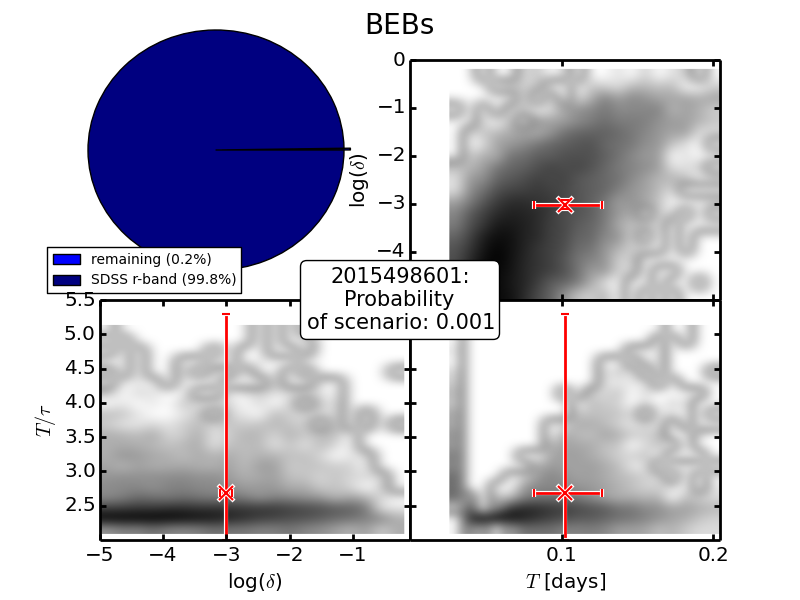 BEBs
remaining (0.2%)
SDSS r-band (99.8%)
log(δ)
0
−1
−2
−3
−4
2015498601:
Probability
of scenario: 0.001
T/τ
5.5
5.0
4.5
4.0
3.5
3.0
2.5
−5 −4 −3 −2 −1
log(δ)
0.1 0.2
T [days]